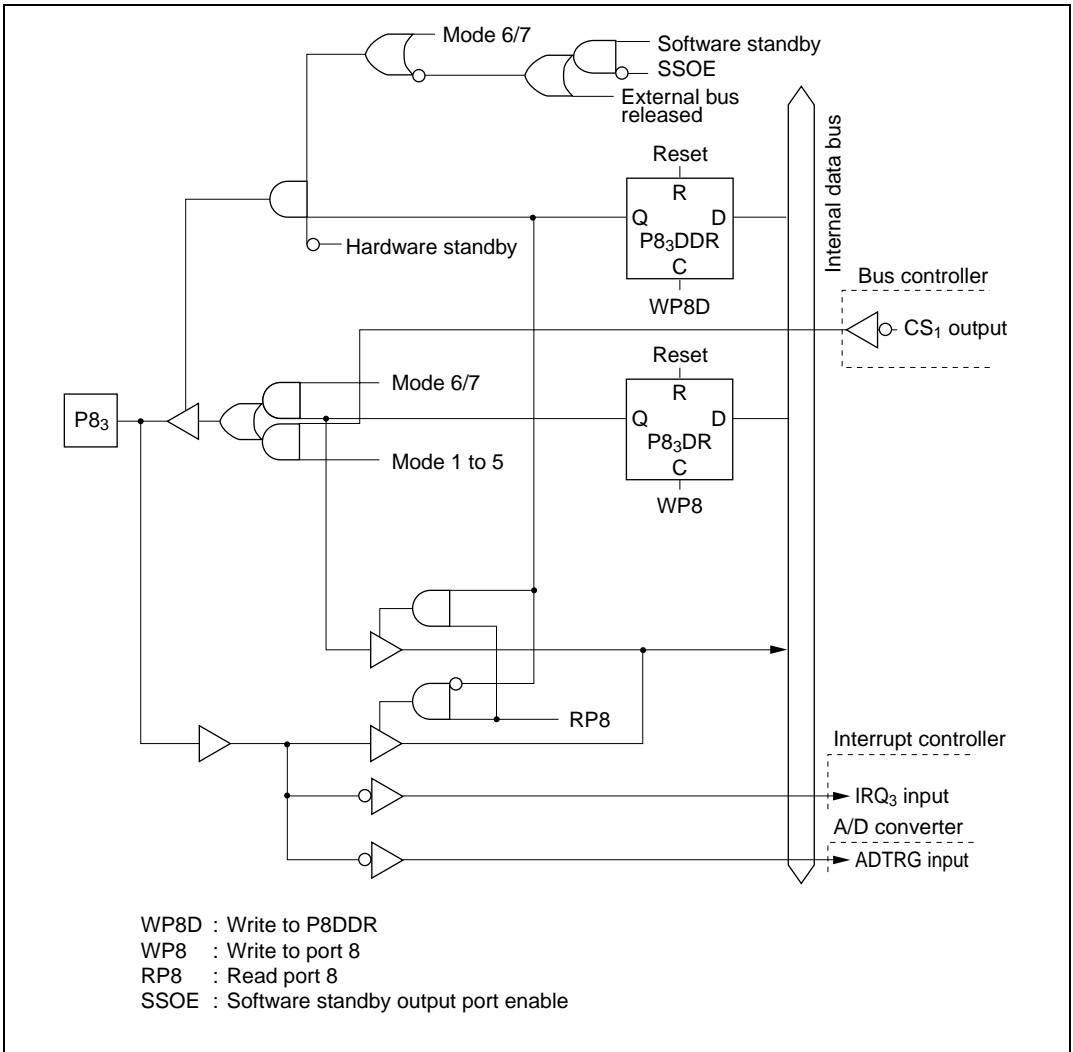 Mode 6/7
Software standby
SSOE
External bus
released
Internal data bus
Reset
R
Q
D
P8₃DDR
C
WP8D
Hardware standby
Bus controller
CS₁ output
Reset
R
Q
D
P8₃DR
C
WP8
Mode 6/7
P8₃
Mode 1 to 5
RP8
Interrupt controller
IRQ₃ input
A/D converter
ADTRG input
WP8D : Write to P8DDR
WP8 : Write to port 8
RP8 : Read port 8
SSOE : Software standby output port enable